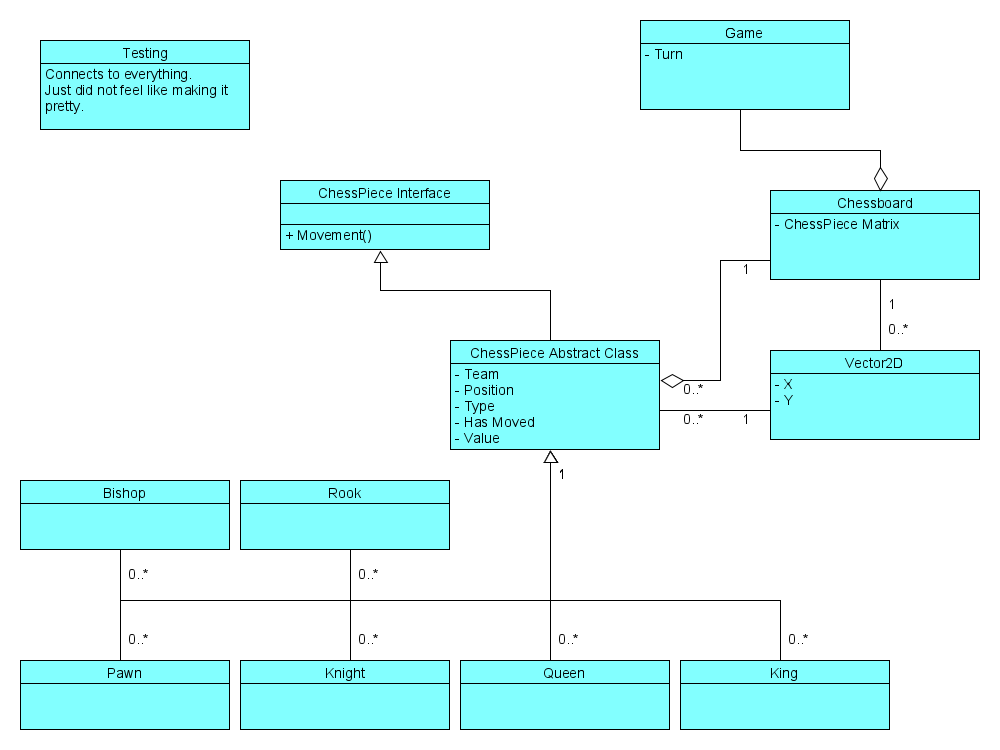 Testing
Connects to everything.
Just did not feel like making it
pretty.
Game
- Turn
ChessPiece Interface
+ Movement()
Chessboard
- ChessPiece Matrix
1
1
0..*
ChessPiece Abstract Class
- Team
- Position
- Type
- Has Moved
- Value
0..*
0..*
1
Vector2D
- X
- Y
1
Bishop
Rook
0..*
0..*
0..*
0..*
0..*
0..*
Pawn
Knight
Queen
King